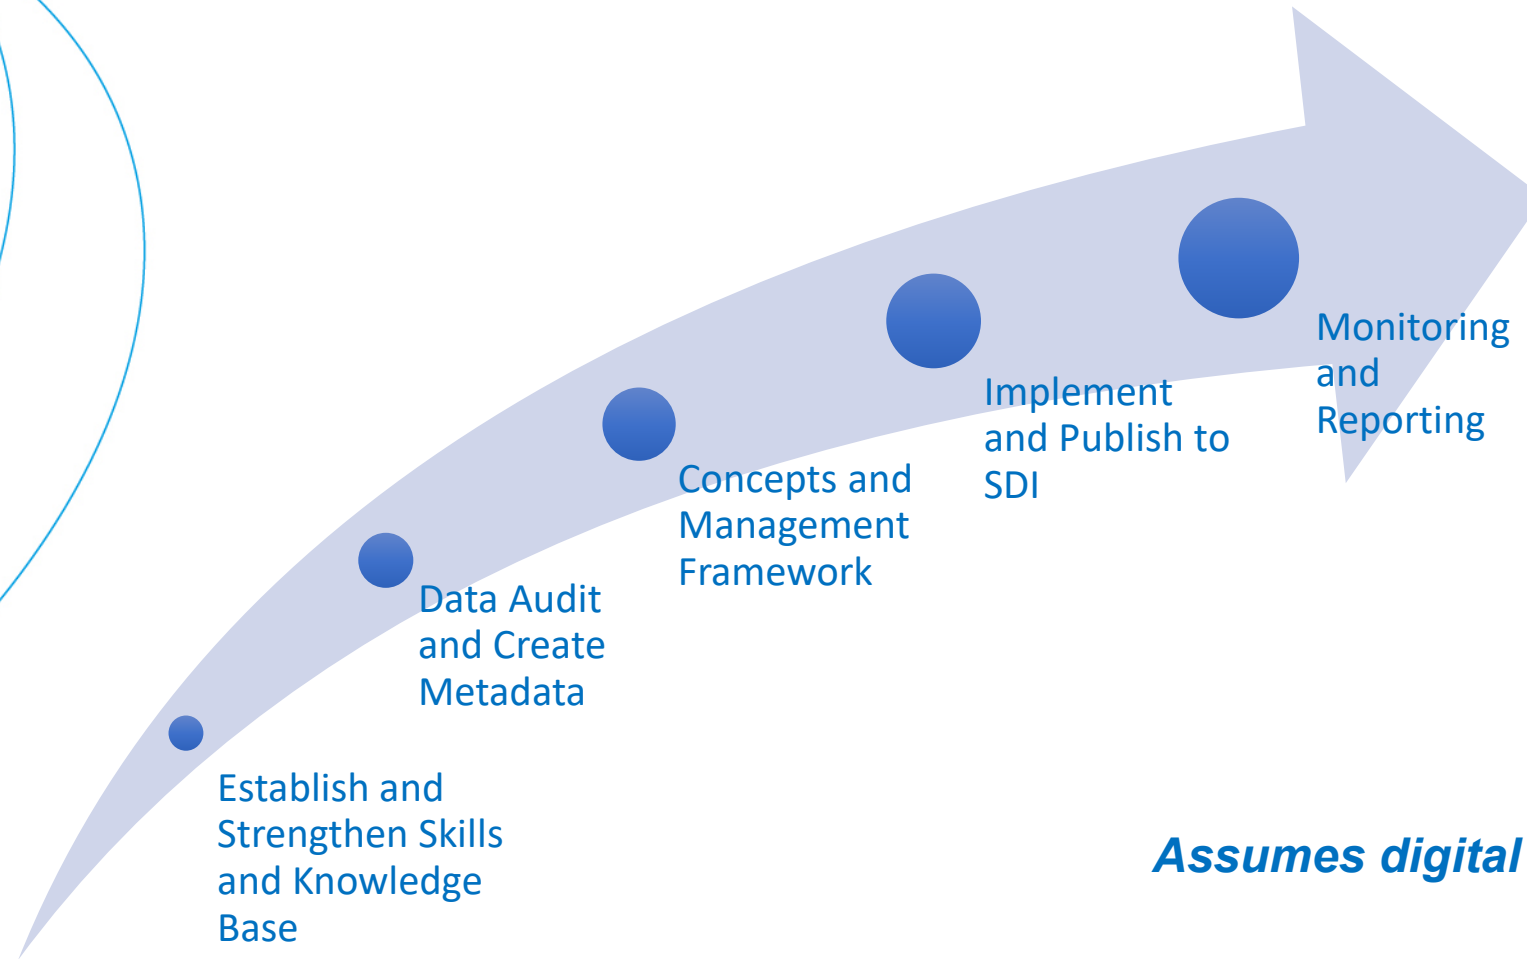 Establish and
Strengthen Skills
and Knowledge
Base
Data Audit
and Create
Metadata
Concepts and
Management
Framework
Implement
and Publish to
SDI
Monitoring
and
Reporting
Assumes digital